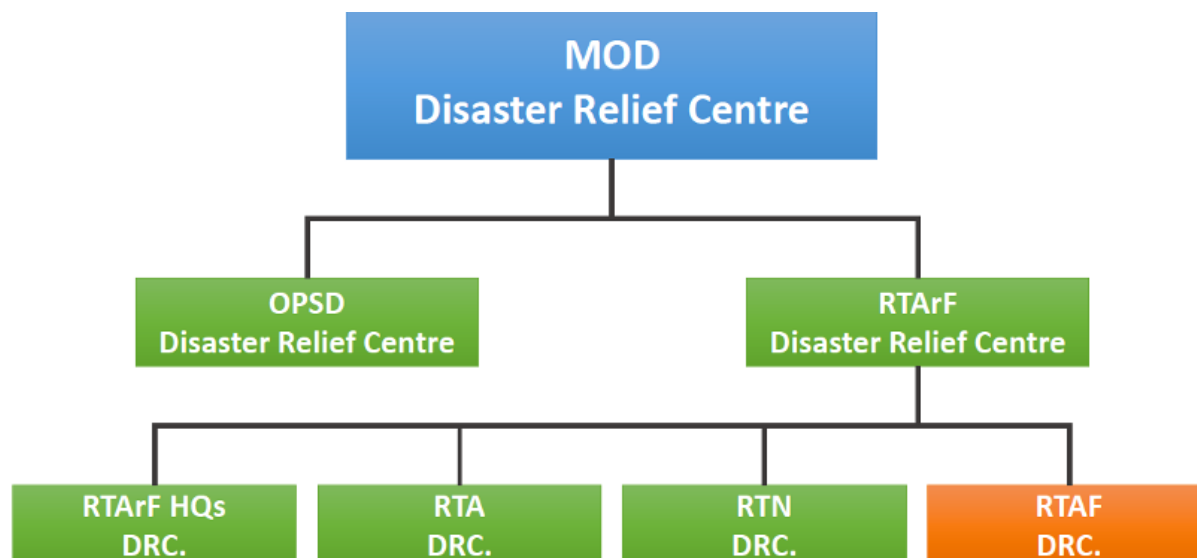 MOD
Disaster Relief Centre
OPSD
Disaster Relief Centre
RTArF
Disaster Relief Centre
RTArF HQs
DRC.
RTA
DRC.
RTN
DRC.
RTAF
DRC.